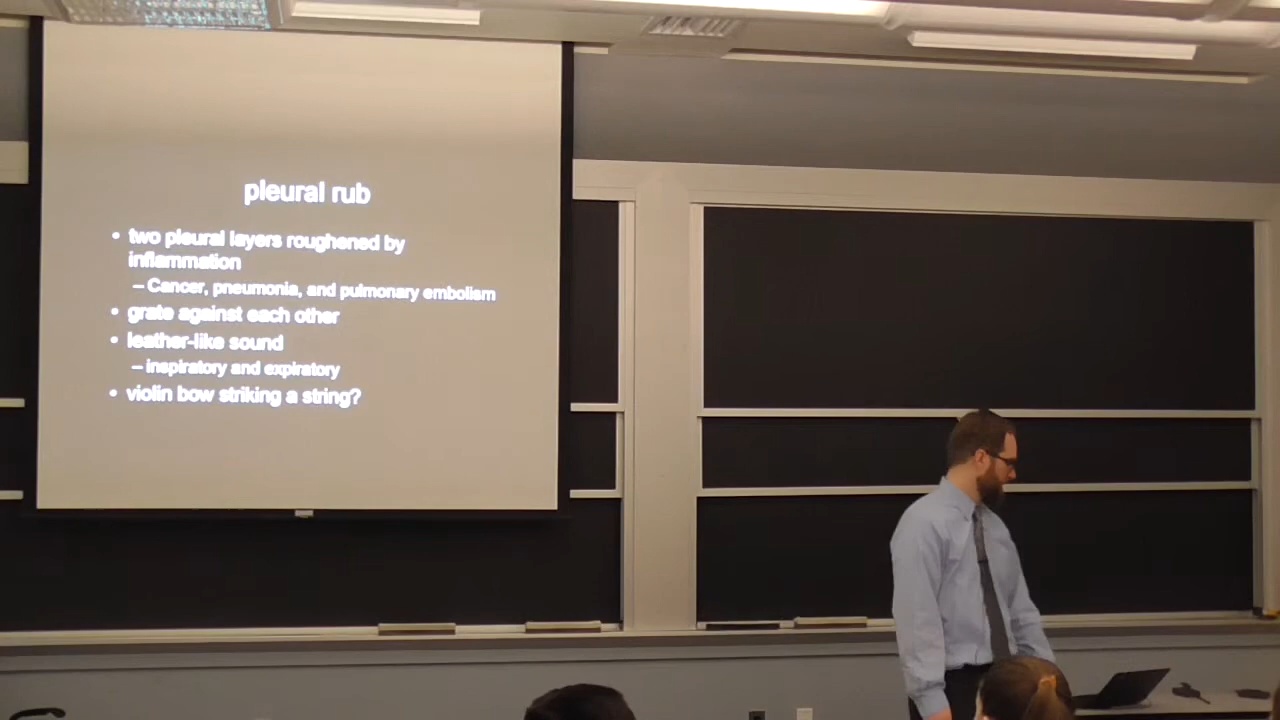 pleural rub
• two pleural layers roughened by
inflammation
– Cancer, pneumonia, and pulmonary embolism
• grate against each other
• leather-like sound
– inspiratory and expiratory
• violin bow striking a string?